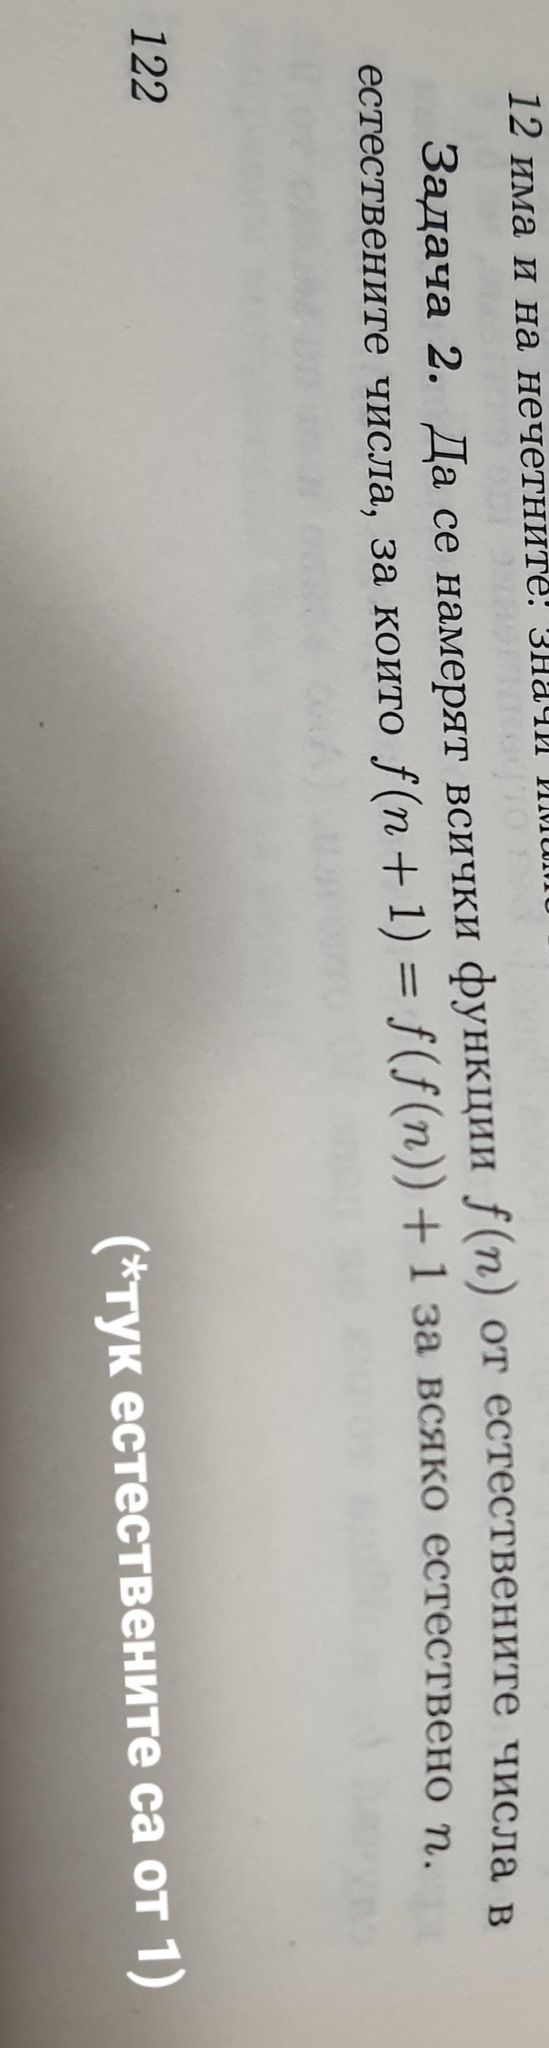 12 има и на нечетните: значи имаме
Задача 2. Да се намерят всички функции f(n) от естествените числа в
естествените числа, за които f(n + 1) = f(f(n)) + 1 за всяко естествено n.
122
(*тук естествените са от 1)